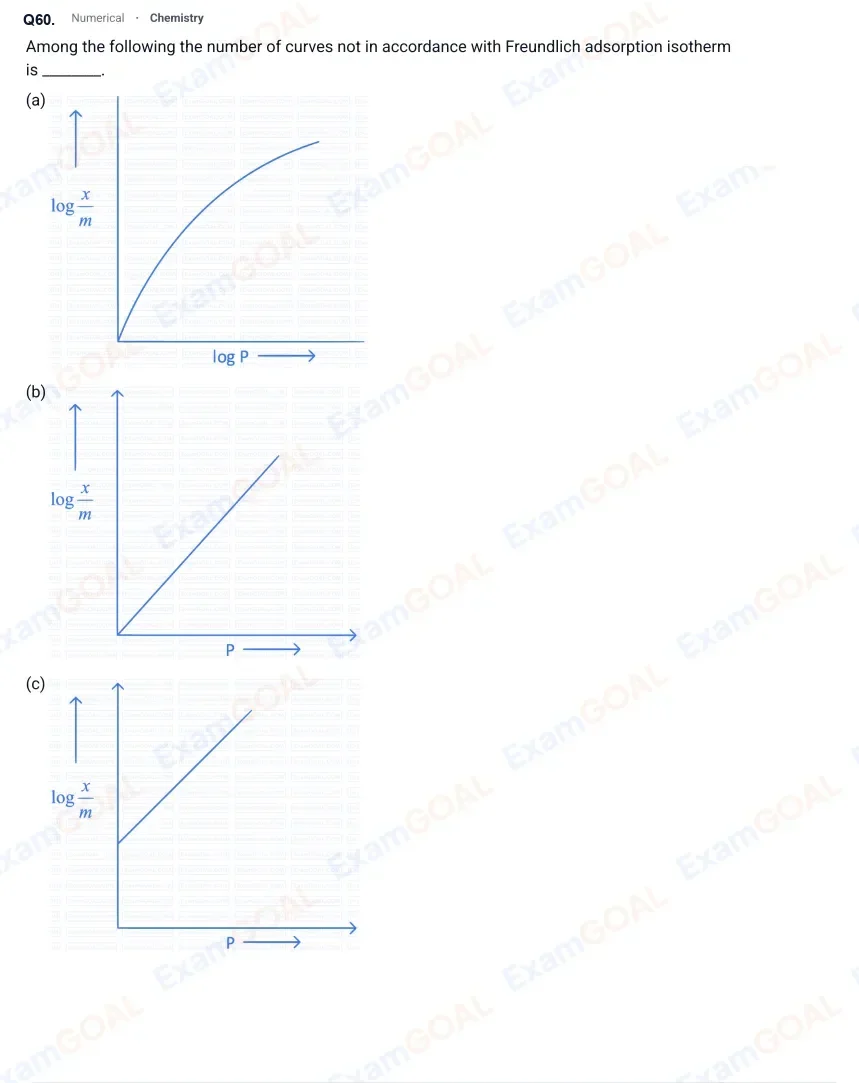 Q60. Numerical · Chemistry
Among the following the number of curves not in accordance with Freundlich adsorption isotherm
is ________.
(a)
log x/m
log P
(b)
log x/m
P
(c)
log x/m
P
ExamGOAL